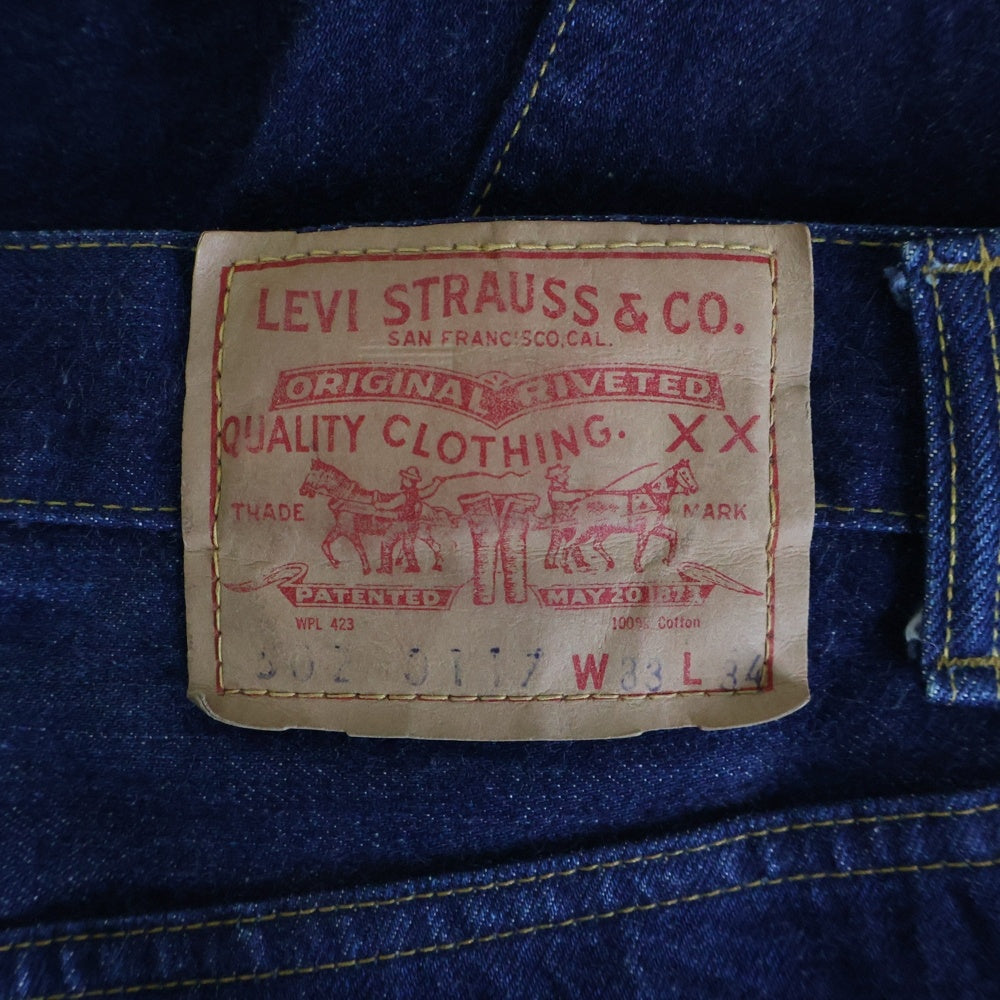 LEVI STRAUSS & CO.
SAN FRANCISCO, CAL.
ORIGINAL RIVETED
QUALITY CLOTHING. XX
TRADE MARK
PATENTED MAY 20 1873
WPL 423 100% Cotton
502 0117 W 33 L 34